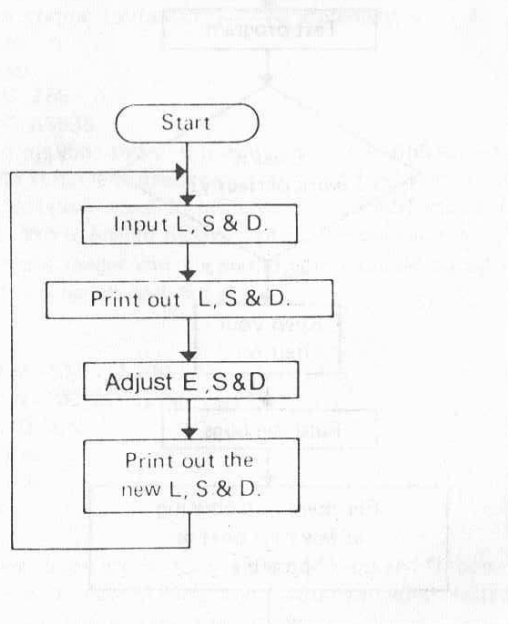 Start
Input L, S & D.
Print out L, S & D.
Adjust E ,S & D
Print out the
new L, S & D.